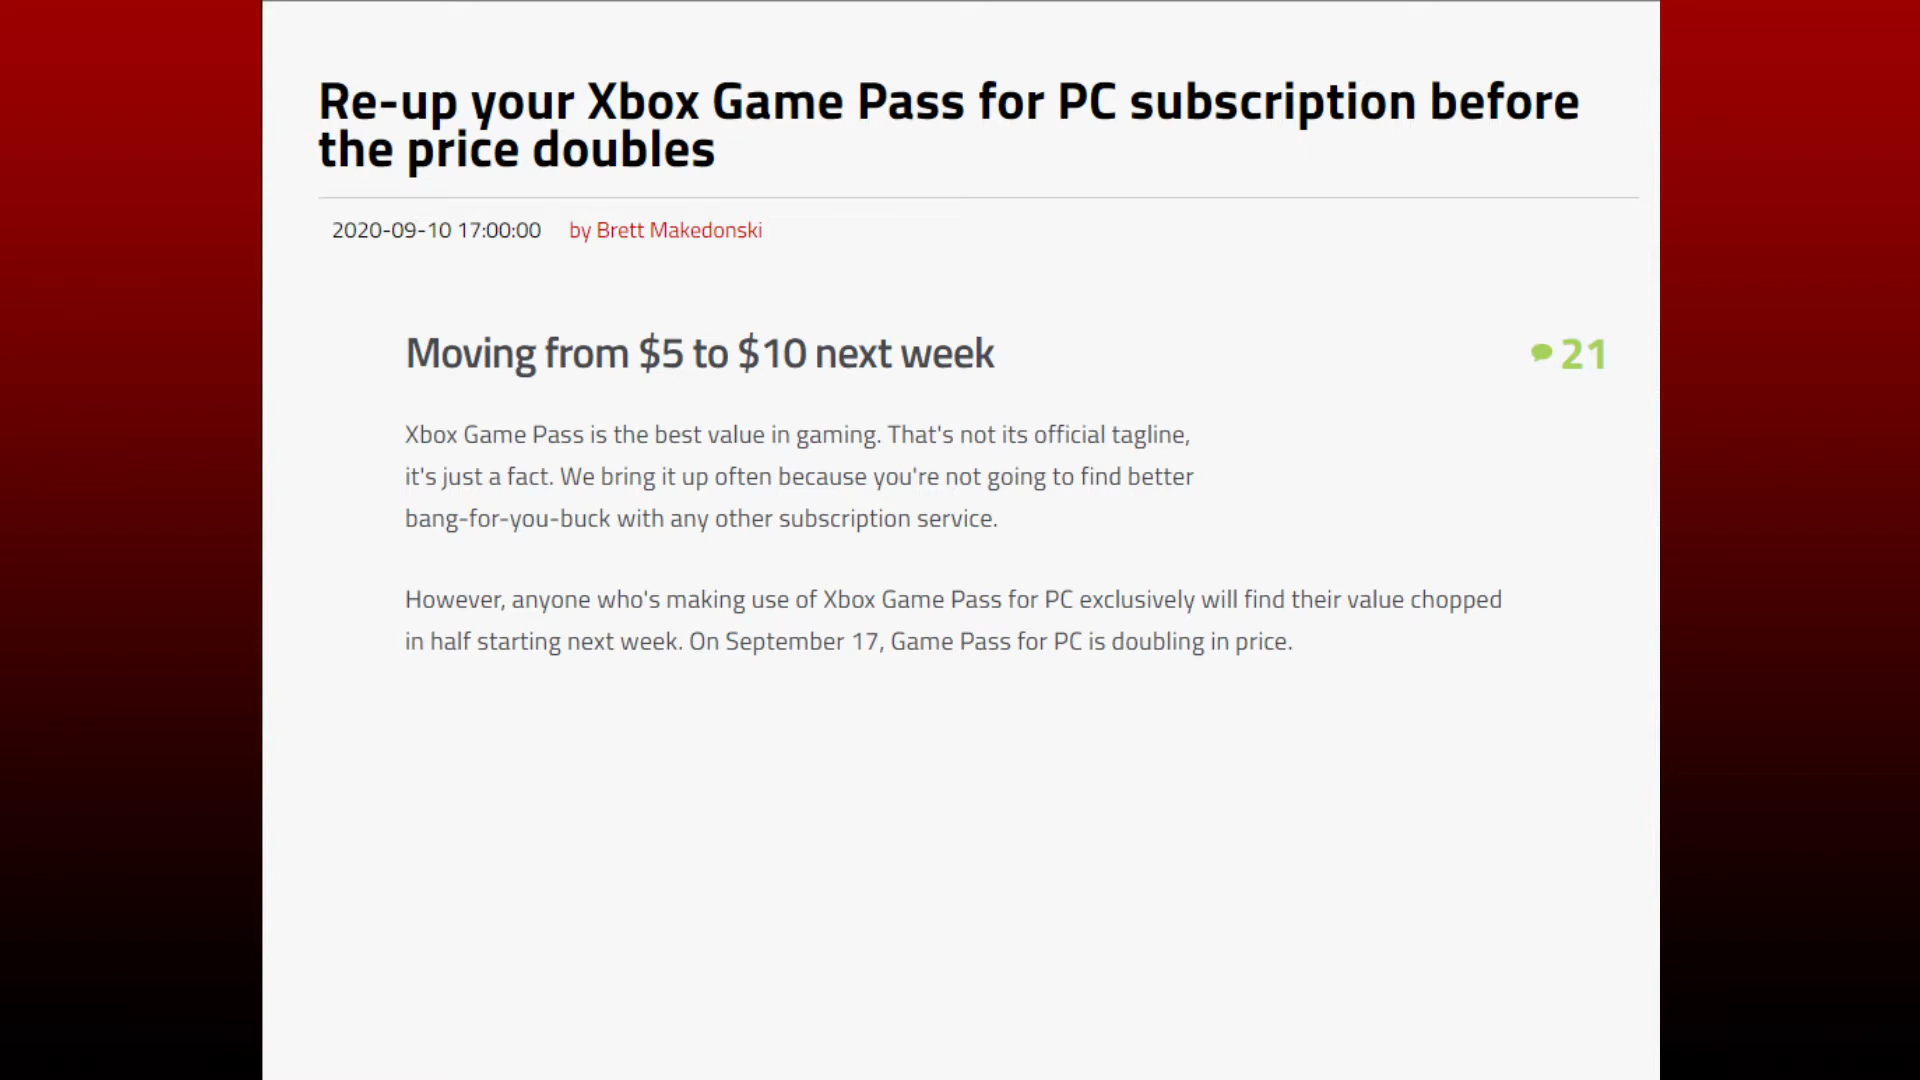 Re-up your Xbox Game Pass for PC subscription before
the price doubles
2020-09-10 17:00:00 by Brett Makedonski
Moving from $5 to $10 next week
21
Xbox Game Pass is the best value in gaming. That's not its official tagline,
it's just a fact. We bring it up often because you're not going to find better
bang-for-you-buck with any other subscription service.
However, anyone who's making use of Xbox Game Pass for PC exclusively will find their value chopped
in half starting next week. On September 17, Game Pass for PC is doubling in price.